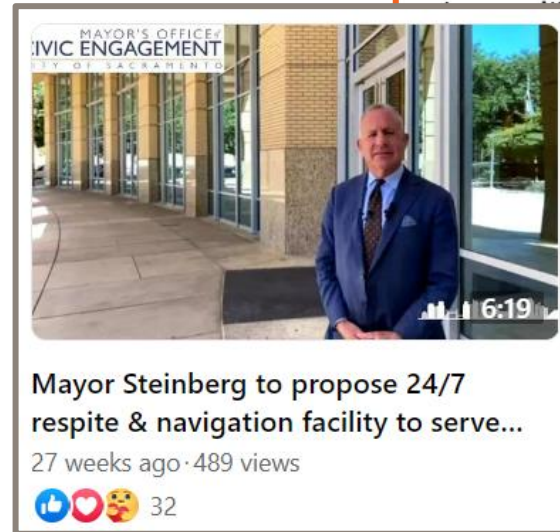 MAYOR'S OFFICE of
CIVIC ENGAGEMENT
CITY OF SACRAMENTO
6:19
Mayor Steinberg to propose 24/7
respite & navigation facility to serve...
27 weeks ago · 489 views
32